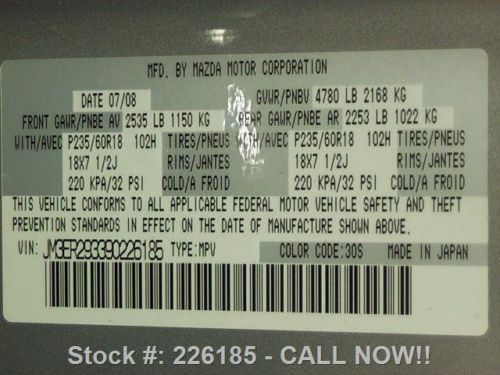 MFD. BY MAZDA MOTOR CORPORATION
DATE 07/08 GVWR/PNBV 4780 LB 2168 KG
FRONT GAWR/PNBE AV 2535 LB 1150 KG REAR GAWR/PNBE AR 2253 LB 1022 KG
WITH/AVEC P235/60R18 102H TIRES/PNEUS WITH/AVEC P235/60R18 102H TIRES/PNEUS
18X7 1/2J RIMS/JANTES 18X7 1/2J RIMS/JANTES
220 KPA/32 PSI COLD/A FROID 220 KPA/32 PSI COLD/A FROID
THIS VEHICLE CONFORMS TO ALL APPLICABLE FEDERAL MOTOR VEHICLE SAFETY AND THEFT
PREVENTION STANDARDS IN EFFECT ON THE DATE OF MANUFACTURE SHOWN ABOVE.
VIN: JM3ER293390226185 TYPE: MPV COLOR CODE: 30S MADE IN JAPAN
Stock #: 226185 - CALL NOW!!